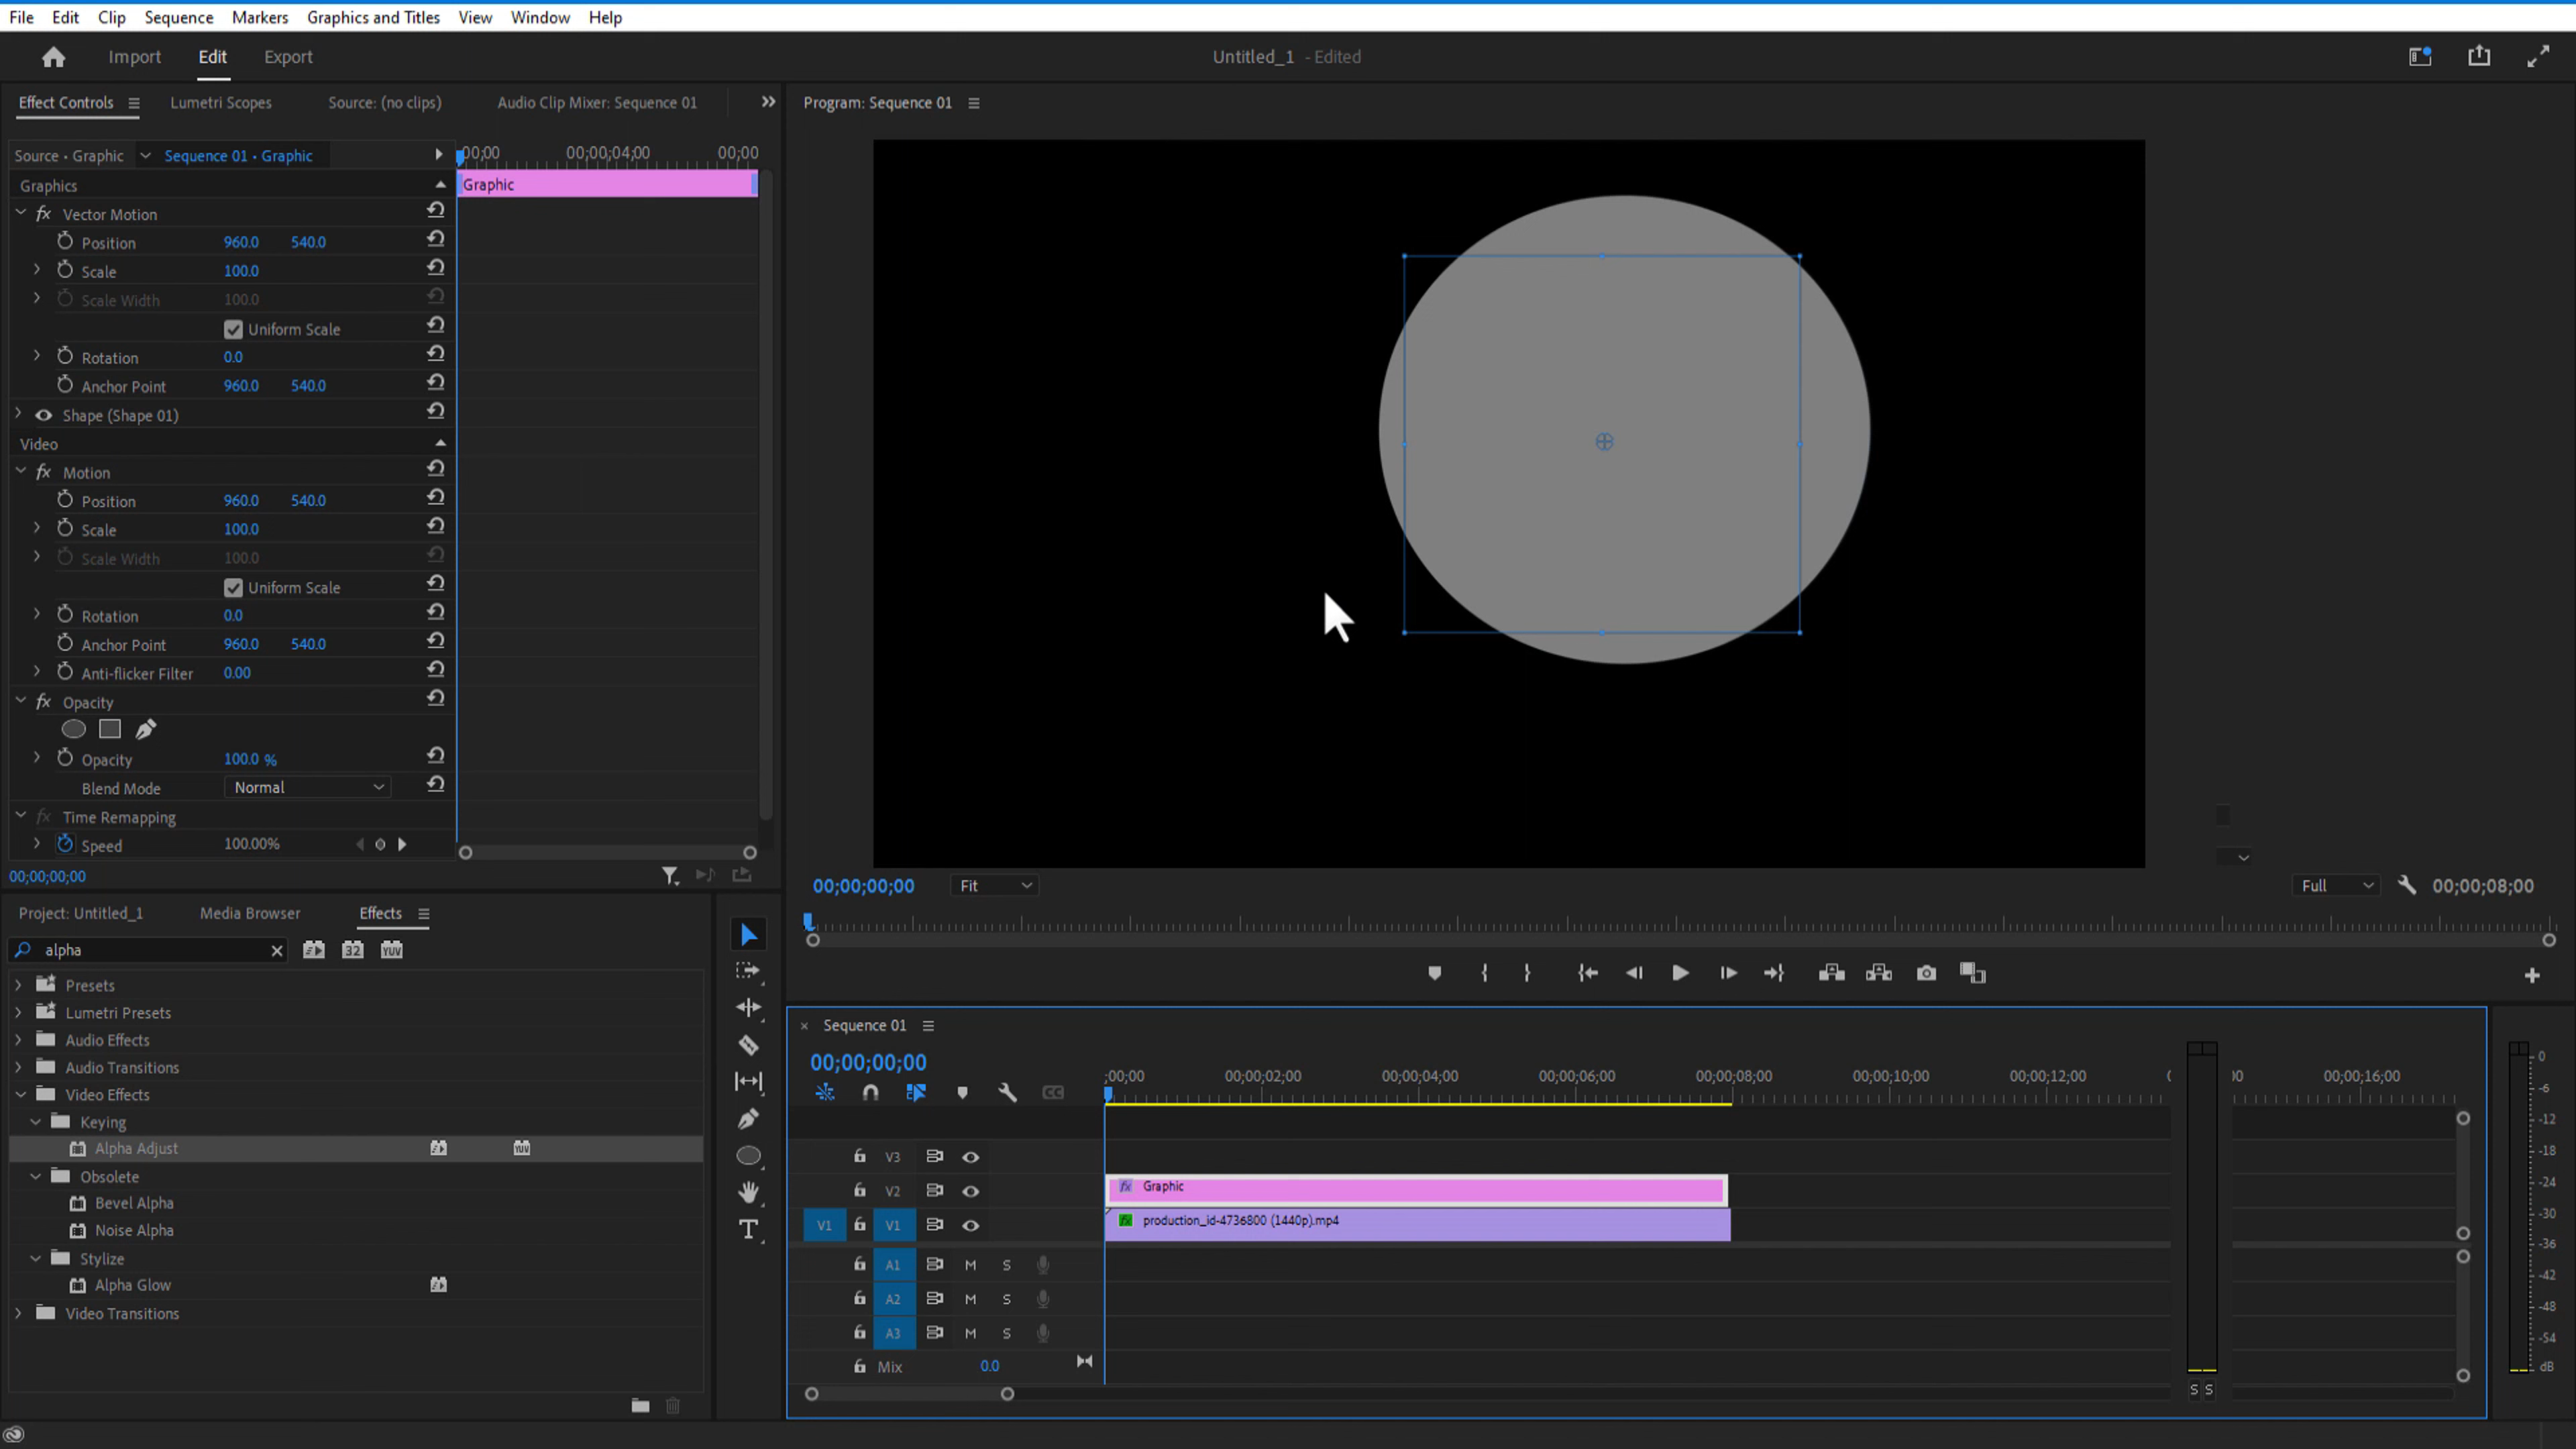 File Edit Clip Sequence Markers Graphics and Titles View Window Help
Import Edit Export Untitled_1 - Edited
Effect Controls Lumetri Scopes Source: (no clips) Audio Clip Mixer: Sequence 01
Program: Sequence 01
Source • Graphic Sequence 01 • Graphic
00;00 00;00;04;00 00;00
Graphics
Graphic
fx Vector Motion
Position 960.0 540.0
Scale 100.0
Scale Width 100.0
Uniform Scale
Rotation 0.0
Anchor Point 960.0 540.0
Shape (Shape 01)
Video
fx Motion
Position 960.0 540.0
Scale 100.0
Scale Width 100.0
Uniform Scale
Rotation 0.0
Anchor Point 960.0 540.0
Anti-flicker Filter 0.00
fx Opacity
Opacity 100.0 %
Blend Mode Normal
fx Time Remapping
Speed 100.00%
00;00;00;00
00;00;00;00 Fit Full 00;00;08;00
Project: Untitled_1 Media Browser Effects
alpha 32 YUV
Presets
Lumetri Presets
Audio Effects
Audio Transitions
Video Effects
Keying
Alpha Adjust YUV
Obsolete
Bevel Alpha
Noise Alpha
Stylize
Alpha Glow
Video Transitions
T
× Sequence 01
00;00;00;00
;00;00 00;00;02;00 00;00;04;00 00;00;06;00 00;00;08;00 00;00;10;00 00;00;12;00 00;00;16;00
CC
V3
V2 fx Graphic
V1 V1 fx production_id-4736800 (1440p).mp4
A1 M S
A2 M S
A3 M S
Mix 0.0
S S
0
-6
-12
-18
-24
-30
-36
-42
-48
-54
dB